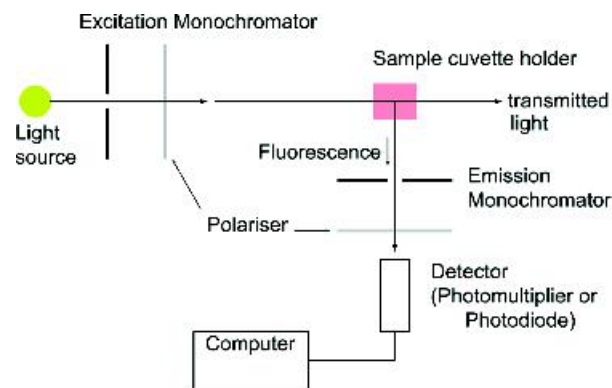 Excitation Monochromator
Sample cuvette holder
Light
source
transmitted
light
Fluorescence
Emission
Monochromator
Polariser
Detector
(Photomultiplier or
Photodiode)
Computer